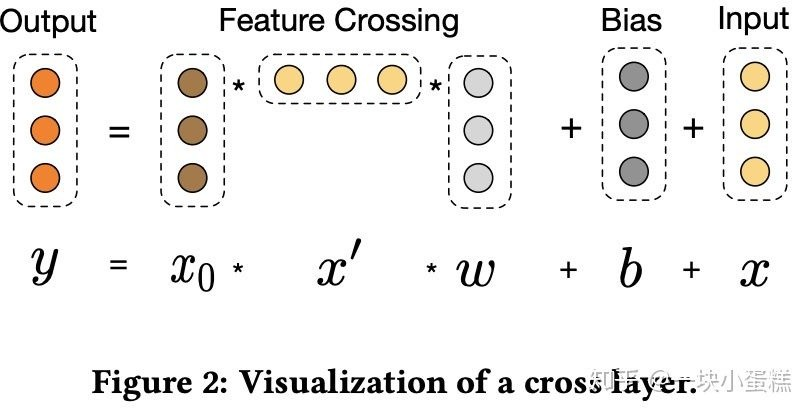 Output Feature Crossing Bias Input
= * * + +
y = x₀ * x′ * w + b + x
Figure 2: Visualization of a cross layer.
知乎 @一块小蛋糕